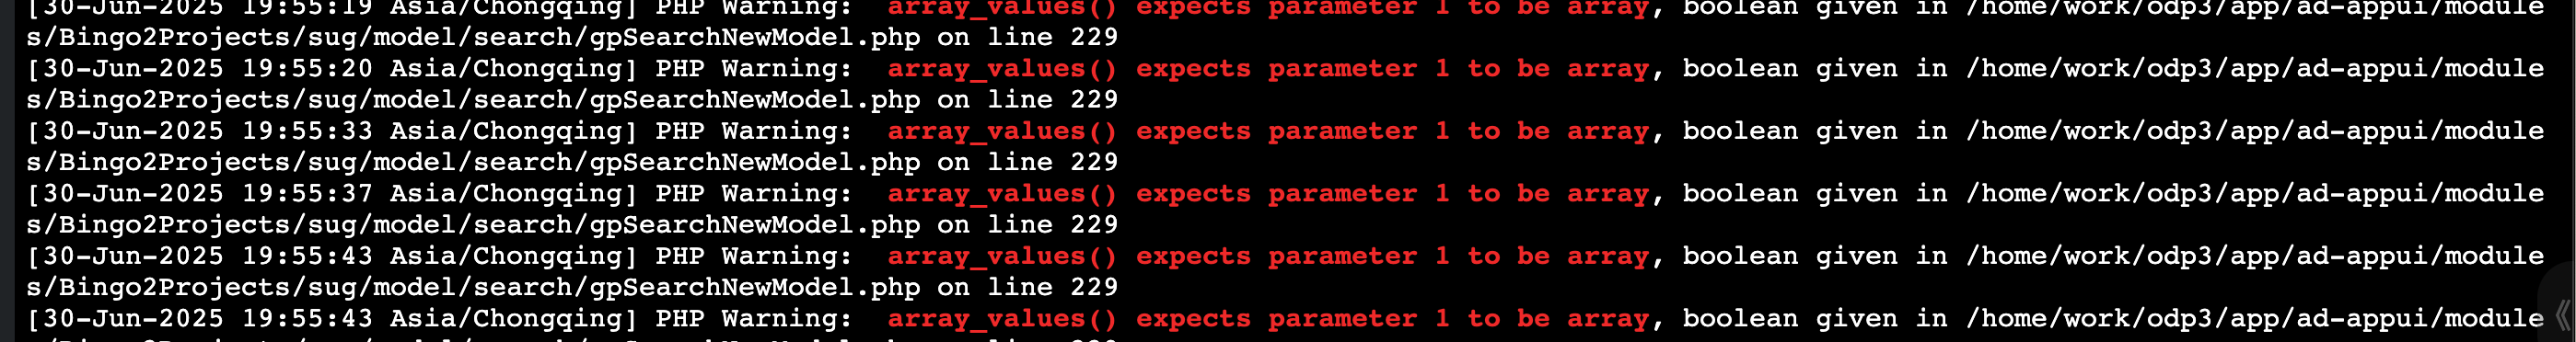 [30-Jun-2025 19:55:19 Asia/Chongqing] PHP Warning:  array_values() expects parameter 1 to be array, boolean given in /home/work/odp3/app/ad-appui/module
s/Bingo2Projects/sug/model/search/gpSearchNewModel.php on line 229
[30-Jun-2025 19:55:20 Asia/Chongqing] PHP Warning:  array_values() expects parameter 1 to be array, boolean given in /home/work/odp3/app/ad-appui/module
s/Bingo2Projects/sug/model/search/gpSearchNewModel.php on line 229
[30-Jun-2025 19:55:33 Asia/Chongqing] PHP Warning:  array_values() expects parameter 1 to be array, boolean given in /home/work/odp3/app/ad-appui/module
s/Bingo2Projects/sug/model/search/gpSearchNewModel.php on line 229
[30-Jun-2025 19:55:37 Asia/Chongqing] PHP Warning:  array_values() expects parameter 1 to be array, boolean given in /home/work/odp3/app/ad-appui/module
s/Bingo2Projects/sug/model/search/gpSearchNewModel.php on line 229
[30-Jun-2025 19:55:43 Asia/Chongqing] PHP Warning:  array_values() expects parameter 1 to be array, boolean given in /home/work/odp3/app/ad-appui/module
s/Bingo2Projects/sug/model/search/gpSearchNewModel.php on line 229
[30-Jun-2025 19:55:43 Asia/Chongqing] PHP Warning:  array_values() expects parameter 1 to be array, boolean given in /home/work/odp3/app/ad-appui/module